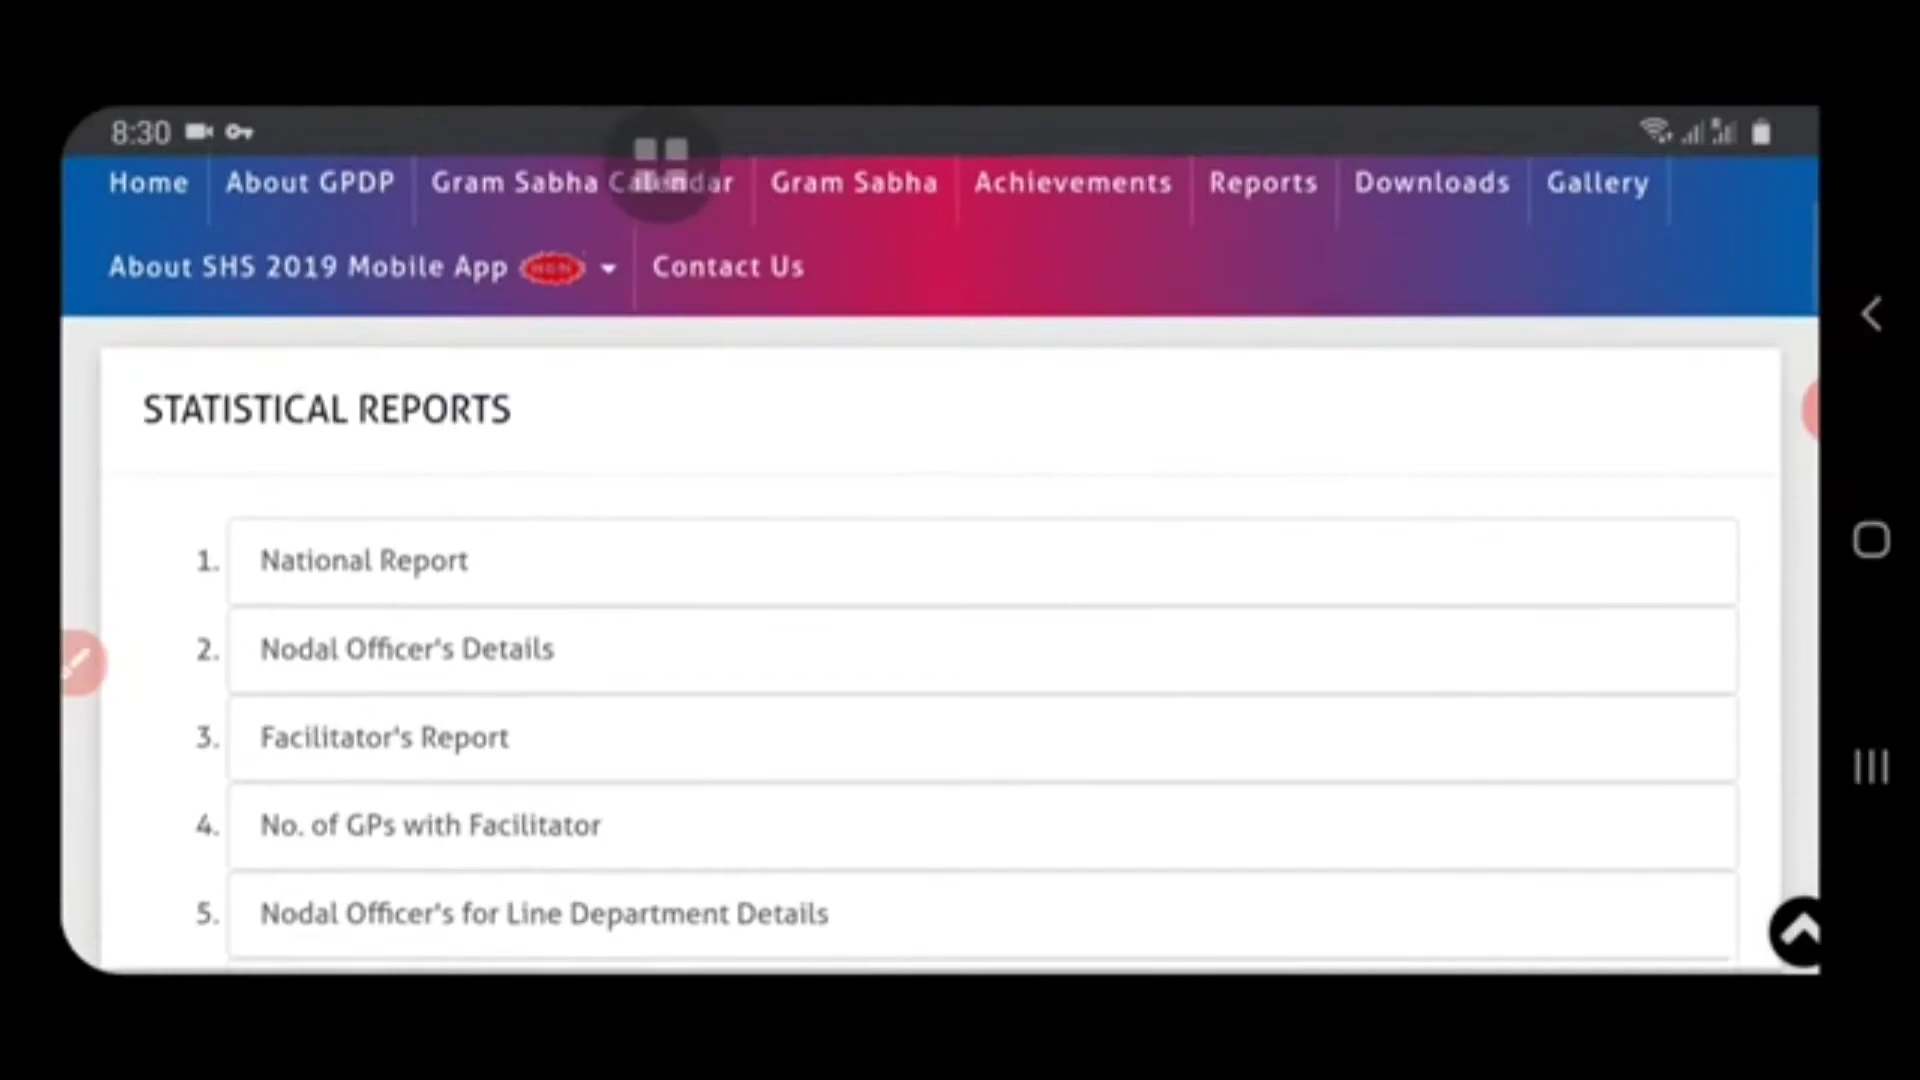 8:30
Home About GPDP Gram Sabha Calendar Gram Sabha Achievements Reports Downloads Gallery
About SHS 2019 Mobile App NEW Contact Us
STATISTICAL REPORTS
1. National Report
2. Nodal Officer's Details
3. Facilitator's Report
4. No. of GPs with Facilitator
5. Nodal Officer's for Line Department Details